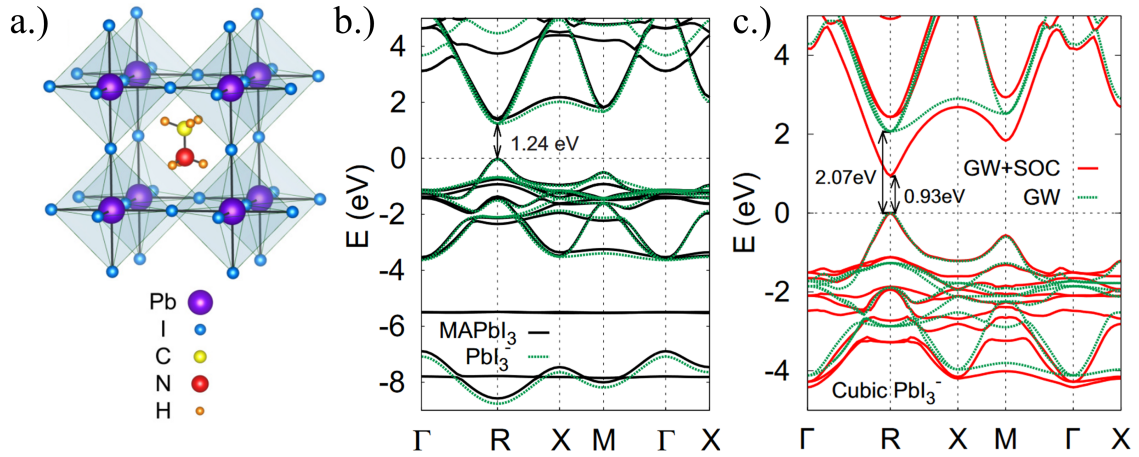 a.)
Pb
I
C
N
H
b.)
E (eV)
4
2
0
-2
-4
-6
-8
1.24 eV
MAPbI₃
PbI₃⁻
Γ R X M Γ X
c.)
E (eV)
4
2
0
-2
-4
2.07eV
0.93eV
GW+SOC
GW
Cubic PbI₃⁻
Γ R X M Γ X